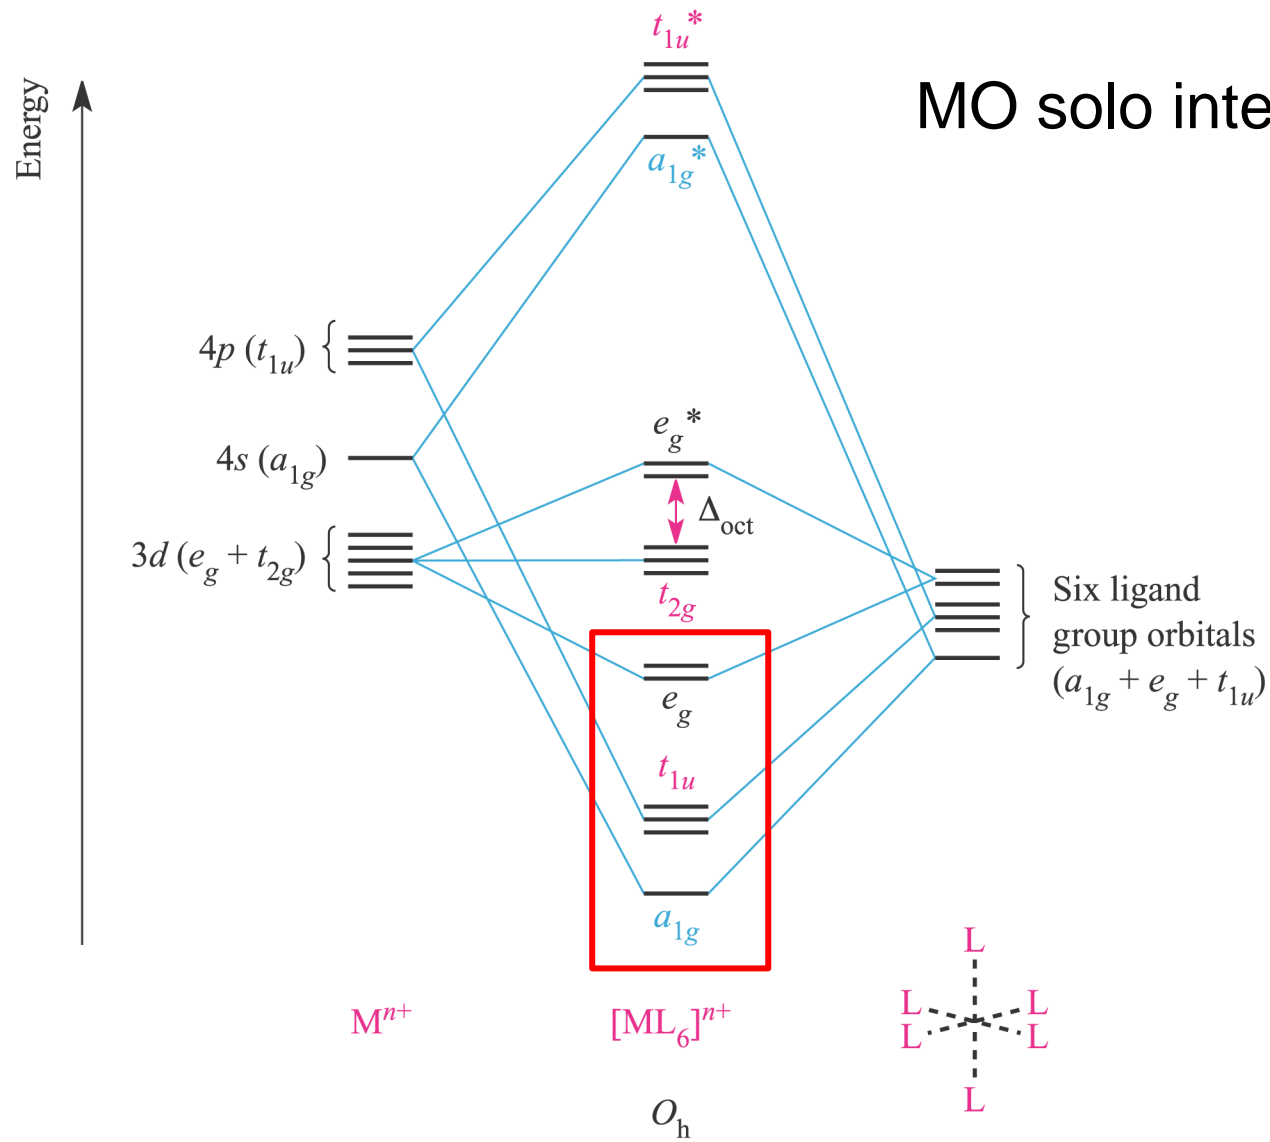 MO solo inte
Energy
t1u*
a1g*
4p (t1u)
4s (a1g)
3d (eg + t2g)
eg*
Δoct
t2g
eg
t1u
a1g
Six ligand
group orbitals
(a1g + eg + t1u)
Mn+
[ML6]n+
Oh
L
L L
L L
L